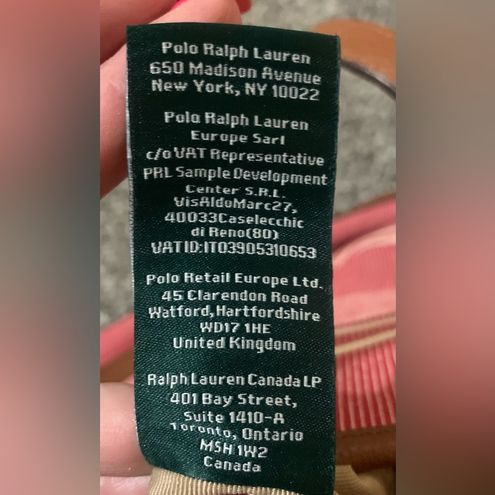 Polo Ralph Lauren
650 Madison Avenue
New York, NY 10022
Polo Ralph Lauren
Europe Sarl
c/o VAT Representative
PRL Sample Development
Center S.R.L.
VisAldoMarc27,
40033Caselecchic
di Reno(80)
VATID:IT03905310653
Polo Retail Europe Ltd.
45 Clarendon Road
Watford,Hartfordshire
WD17 1HE
United Kingdom
Ralph Lauren Canada LP
401 Bay Street,
Suite 1410-A
Toronto, Ontario
M5H 1W2
Canada